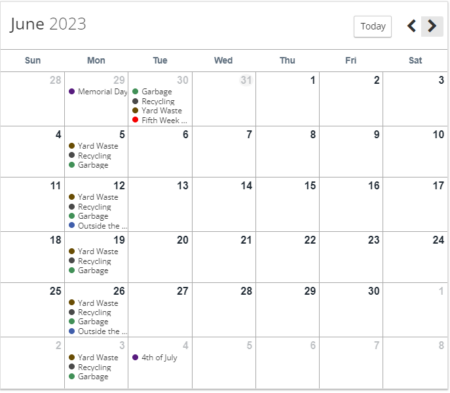 June 2023
Today
Sun Mon Tue Wed Thu Fri Sat
28 29 30 31 1 2 3
Memorial Day Garbage
Recycling
Yard Waste
Fifth Week ...
4 5 6 7 8 9 10
Yard Waste
Recycling
Garbage
11 12 13 14 15 16 17
Yard Waste
Recycling
Garbage
Outside the ...
18 19 20 21 22 23 24
Yard Waste
Recycling
Garbage
25 26 27 28 29 30 1
Yard Waste
Recycling
Garbage
Outside the ...
2 3 4 5 6 7 8
Yard Waste 4th of July
Recycling
Garbage